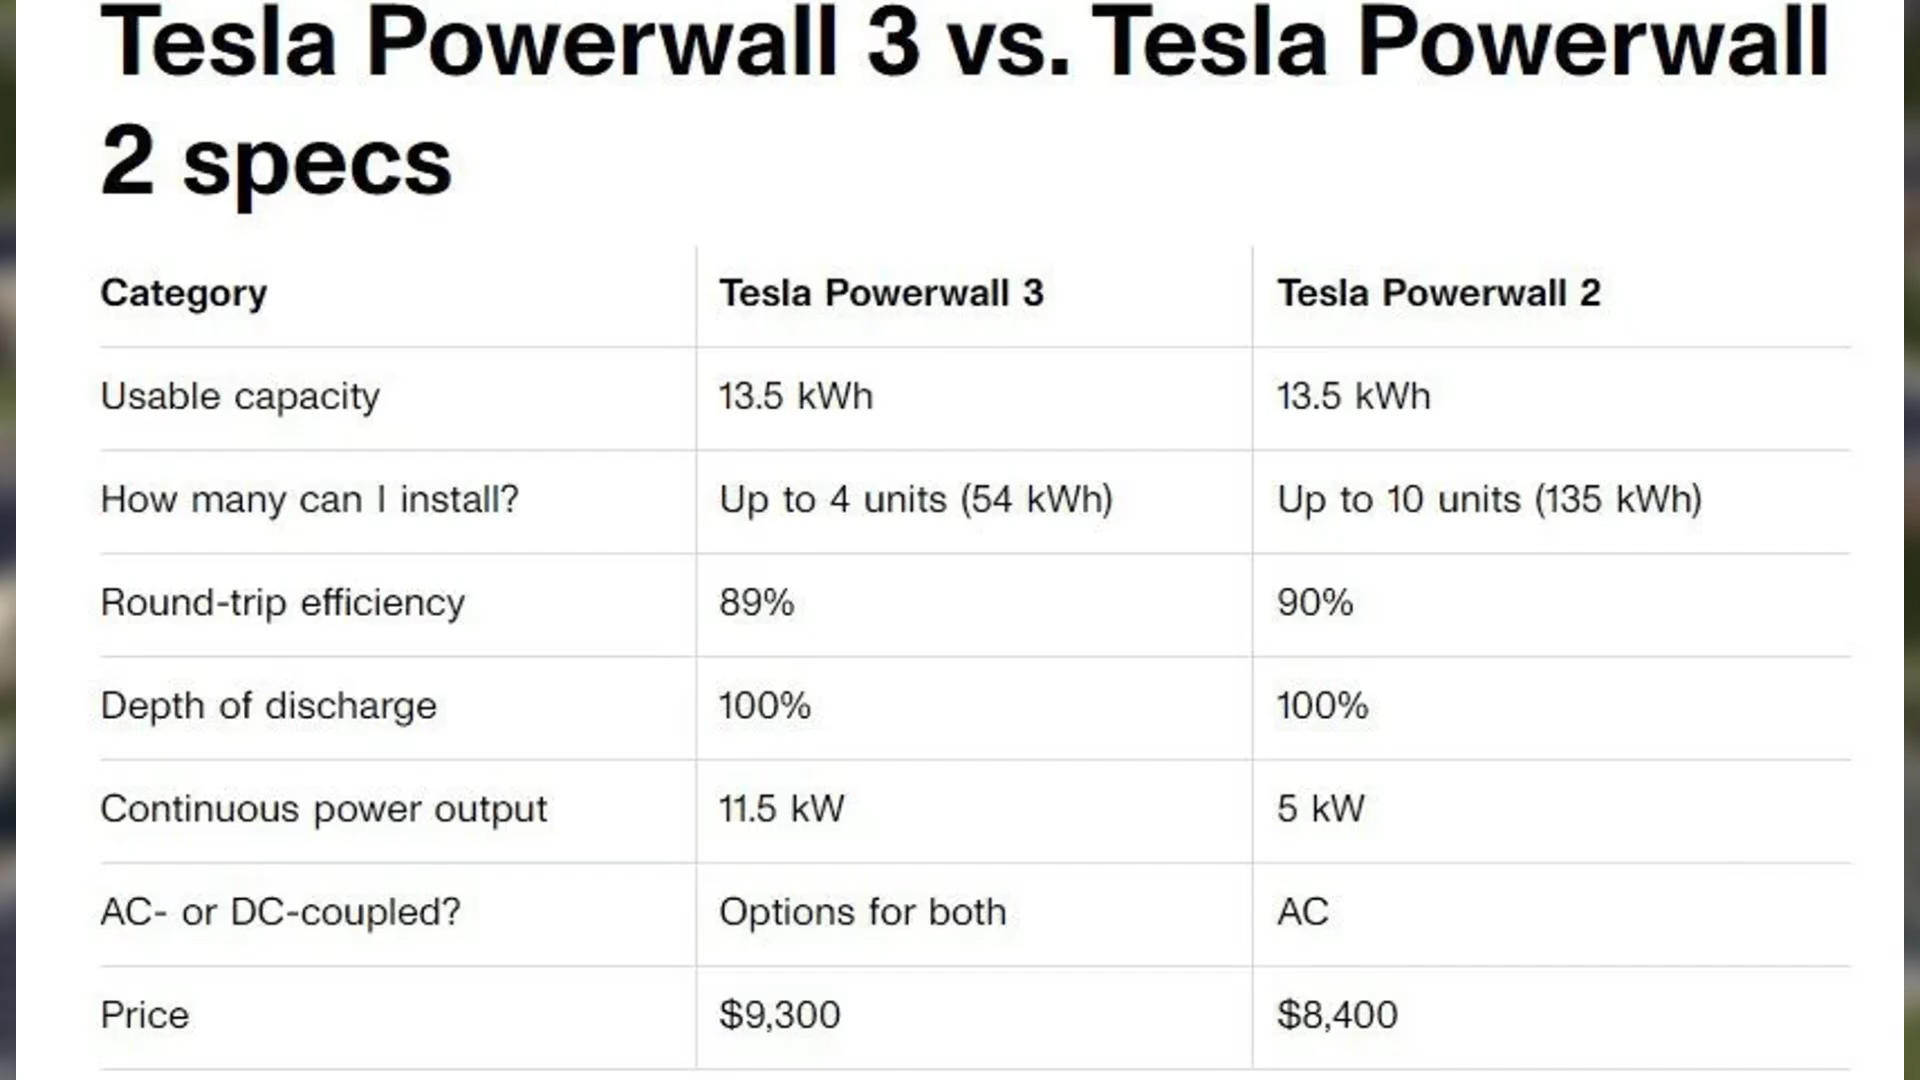 Tesla Powerwall 3 vs. Tesla Powerwall
2 specs
Category Tesla Powerwall 3 Tesla Powerwall 2
Usable capacity 13.5 kWh 13.5 kWh
How many can I install? Up to 4 units (54 kWh) Up to 10 units (135 kWh)
Round-trip efficiency 89% 90%
Depth of discharge 100% 100%
Continuous power output 11.5 kW 5 kW
AC- or DC-coupled? Options for both AC
Price $9,300 $8,400